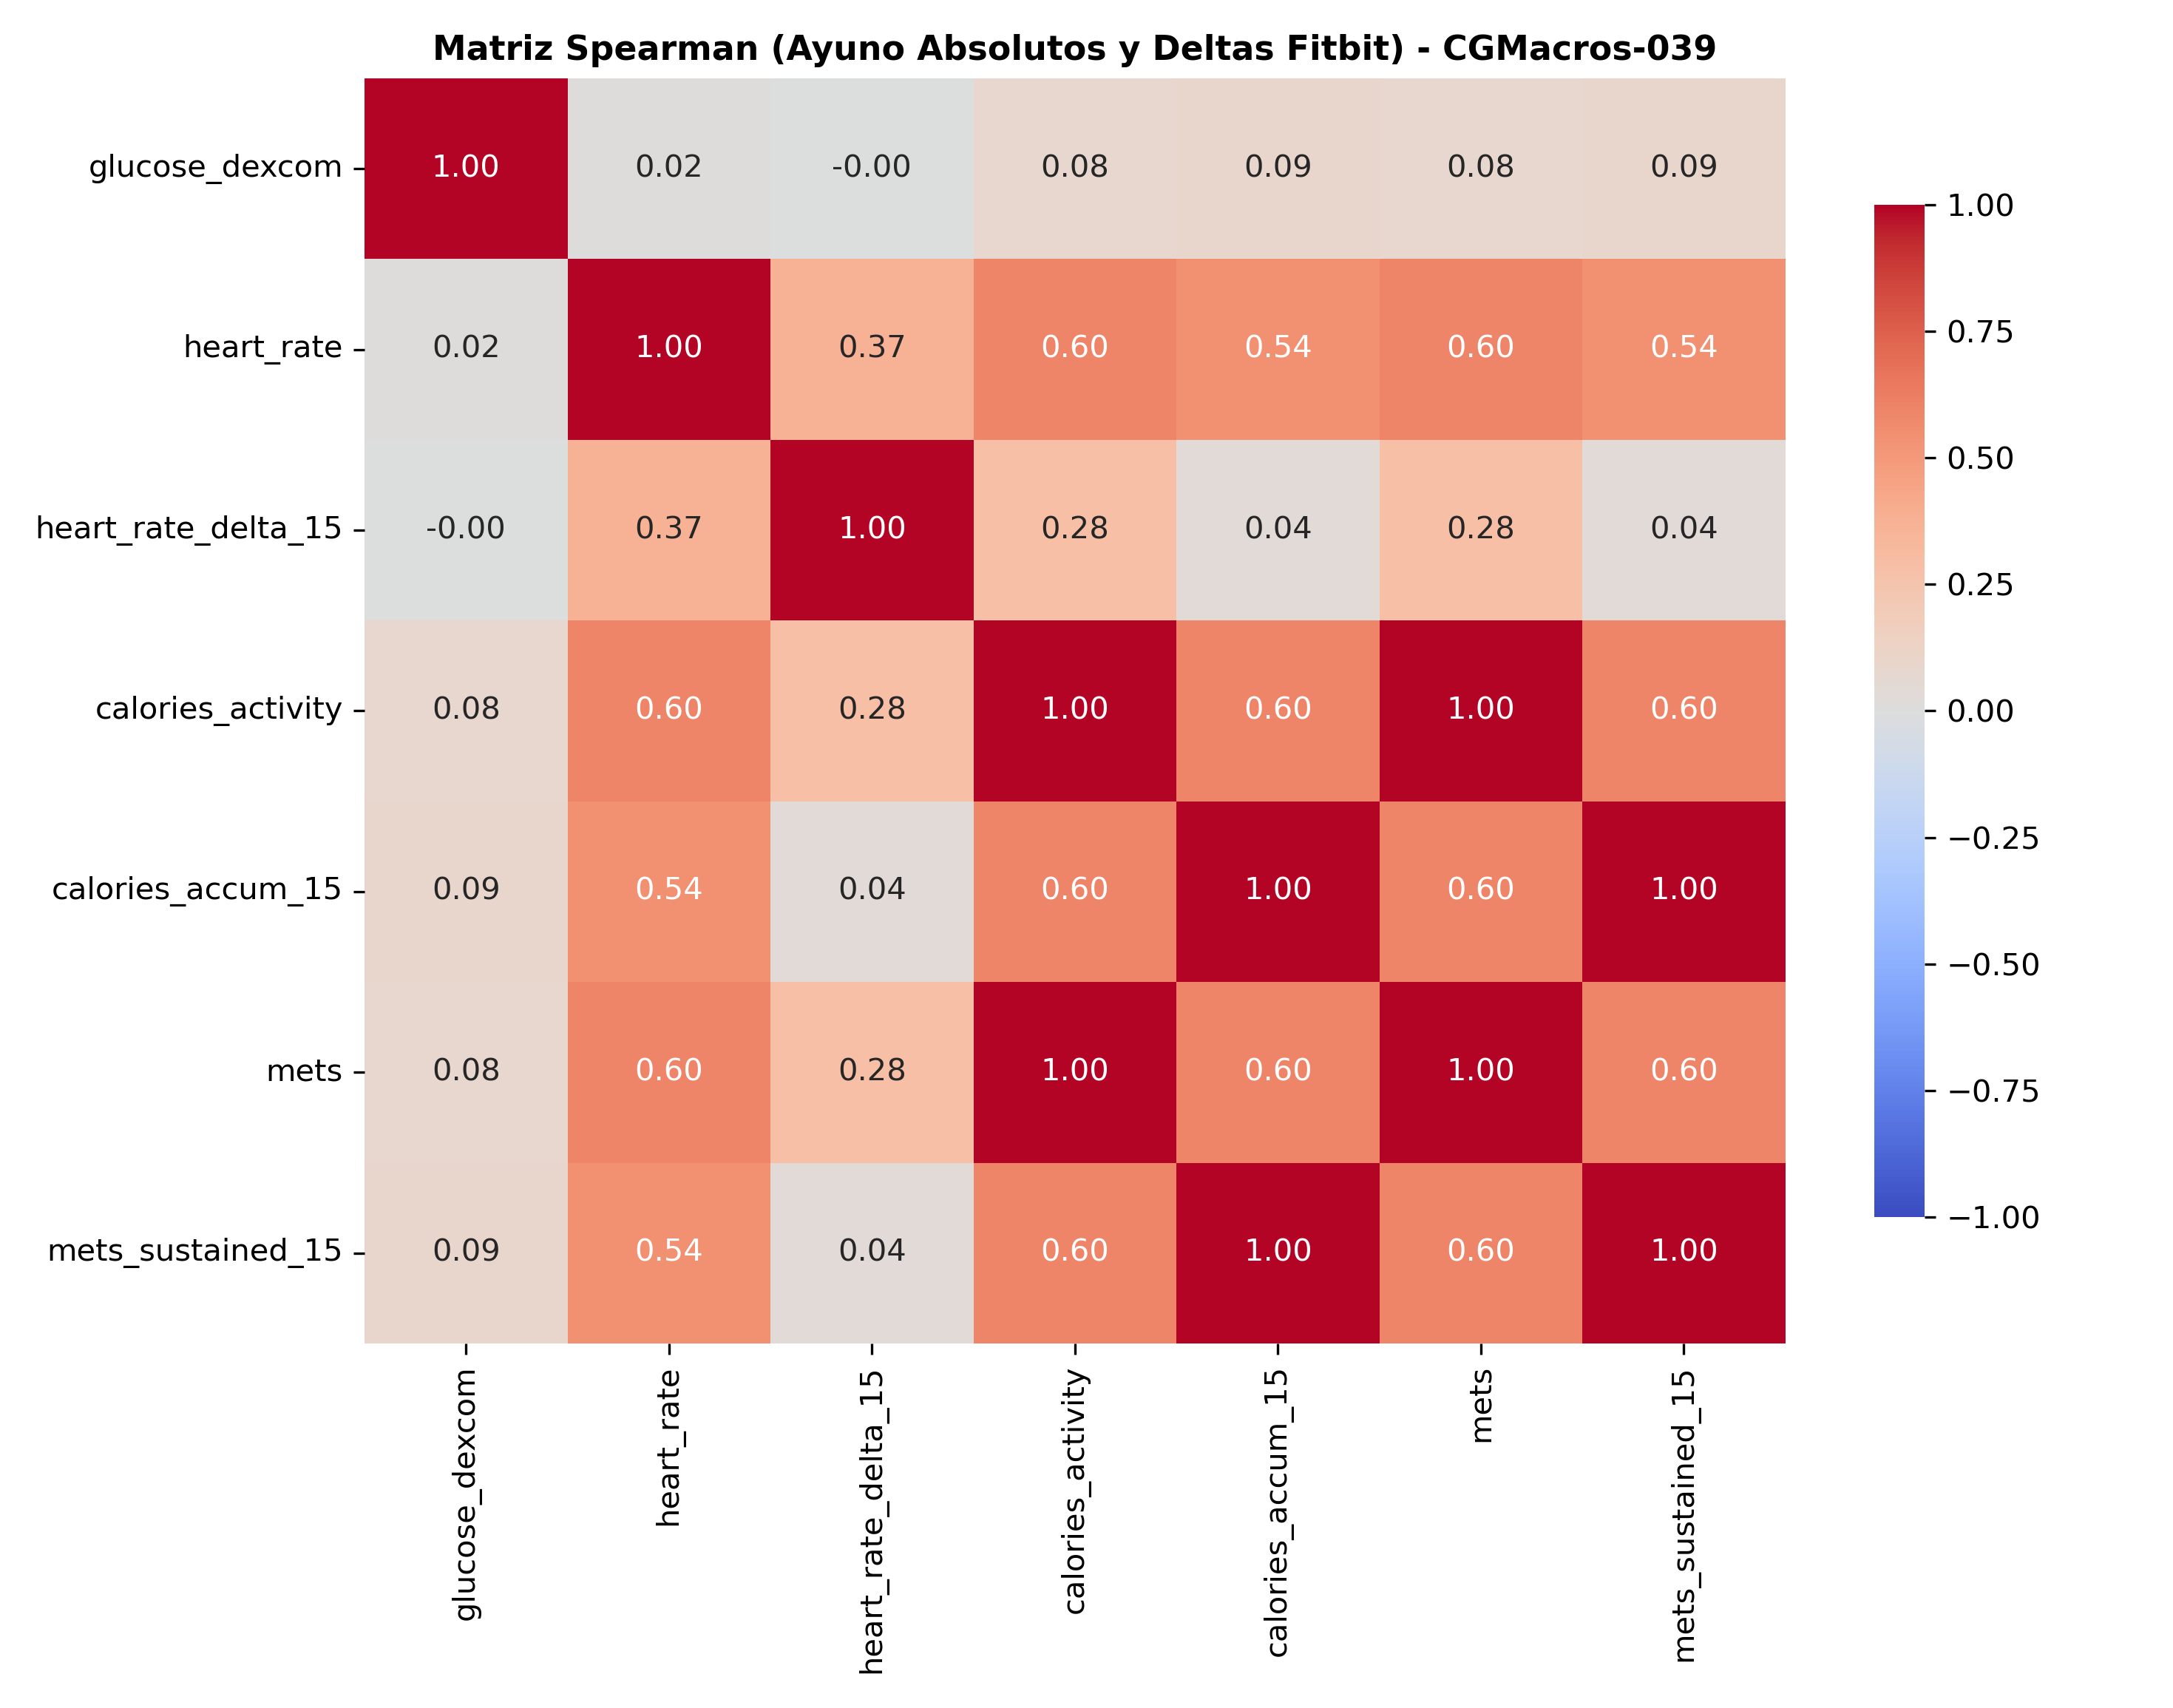 Matriz Spearman (Ayuno Absolutos y Deltas Fitbit) - CGMacros-039
glucose_dexcom 1.00 0.02 -0.00 0.08 0.09 0.08 0.09
heart_rate 0.02 1.00 0.37 0.60 0.54 0.60 0.54
heart_rate_delta_15 -0.00 0.37 1.00 0.28 0.04 0.28 0.04
calories_activity 0.08 0.60 0.28 1.00 0.60 1.00 0.60
calories_accum_15 0.09 0.54 0.04 0.60 1.00 0.60 1.00
mets 0.08 0.60 0.28 1.00 0.60 1.00 0.60
mets_sustained_15 0.09 0.54 0.04 0.60 1.00 0.60 1.00
glucose_dexcom
heart_rate
heart_rate_delta_15
calories_activity
calories_accum_15
mets
mets_sustained_15
1.00
0.75
0.50
0.25
0.00
−0.25
−0.50
−0.75
−1.00